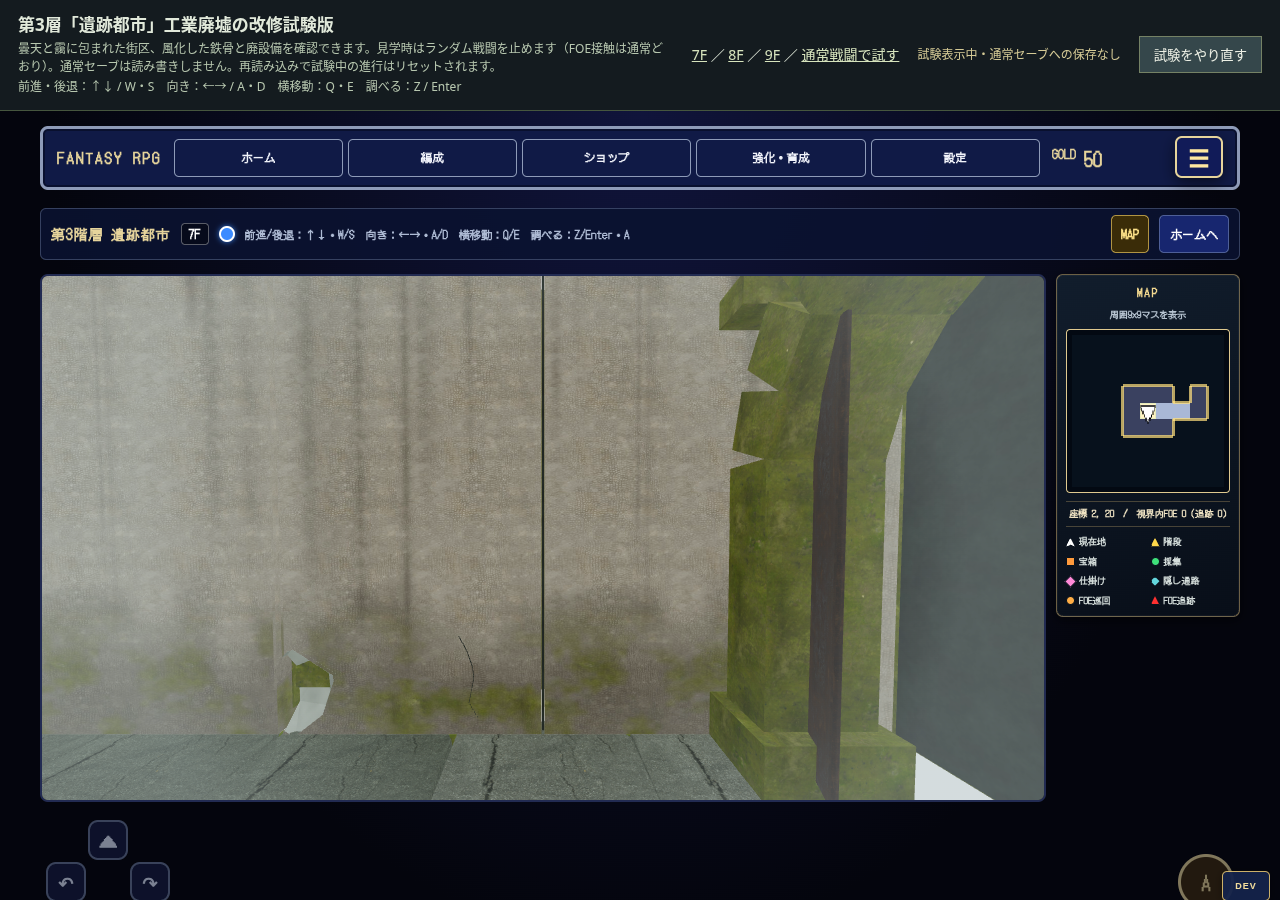 第3層「遺跡都市」工業廃墟の改修試験版
曇天と霧に包まれた街区、風化した鉄骨と廃設備を確認できます。見学時はランダム戦闘を止めます（FOE接触は通常ど
おり）。通常セーブは読み書きしません。再読込みで試験中の進行はリセットされます。
前進・後退：↑ ↓ / W・S　向き：←→ / A・D　横移動：Q・E　調べる：Z / Enter
7F ／ 8F ／ 9F ／ 通常戦闘で試す
試験表示中・通常セーブへの保存なし
試験をやり直す
FANTASY RPG
ホーム
編成
ショップ
強化・育成
設定
GOLD 50
第3階層 遺跡都市
7F
前進/後退：↑↓・W/S　向き：←→・A/D　横移動：Q/E　調べる：Z/Enter・A
MAP
ホームへ
MAP
周囲9×9マスを表示
座標 2, 20 / 視界内FOE 0（追跡 0）
現在地
階段
宝箱
採集
仕掛け
隠し通路
FOE巡回
FOE追跡
A
DEV